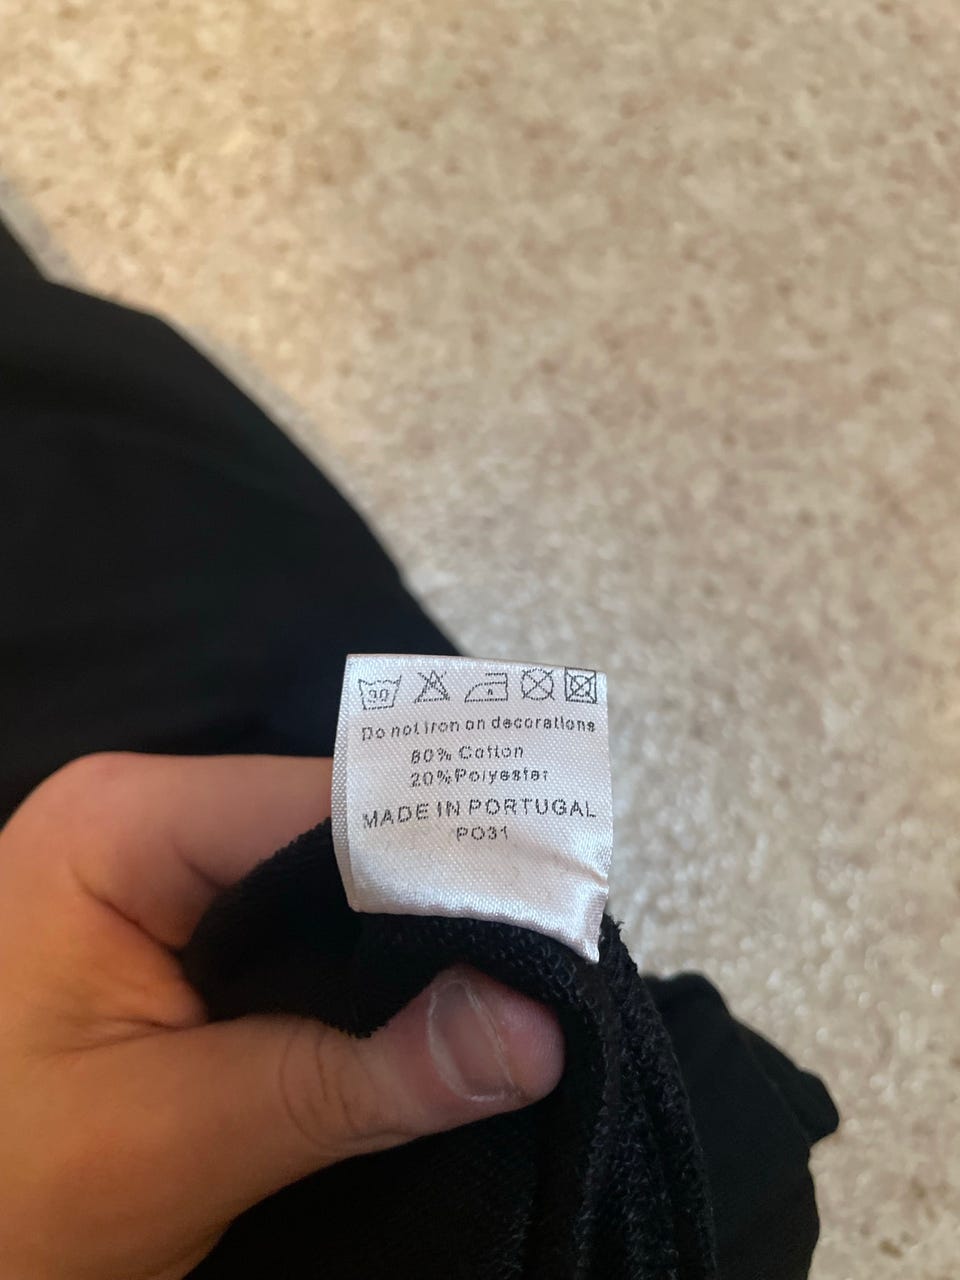 30
Do not iron on decorations
80% Cotton
20%Polyester
MADE IN PORTUGAL
PO31